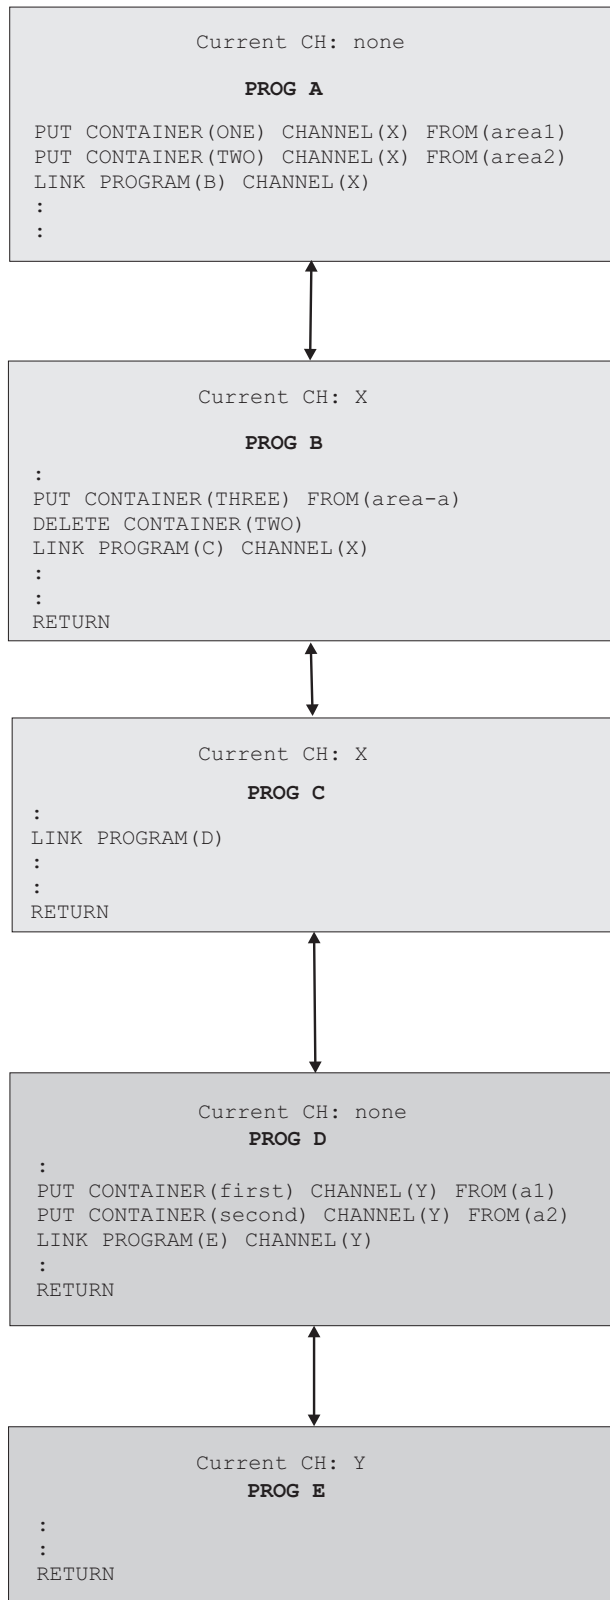 Current CH: none
PROG A
PUT CONTAINER(ONE) CHANNEL(X) FROM(area1)
PUT CONTAINER(TWO) CHANNEL(X) FROM(area2)
LINK PROGRAM(B) CHANNEL(X)
:
:
Current CH: X
PROG B
:
PUT CONTAINER(THREE) FROM(area-a)
DELETE CONTAINER(TWO)
LINK PROGRAM(C) CHANNEL(X)
:
:
RETURN
Current CH: X
PROG C
:
LINK PROGRAM(D)
:
:
RETURN
Current CH: none
PROG D
:
PUT CONTAINER(first) CHANNEL(Y) FROM(a1)
PUT CONTAINER(second) CHANNEL(Y) FROM(a2)
LINK PROGRAM(E) CHANNEL(Y)
:
RETURN
Current CH: Y
PROG E
:
:
RETURN